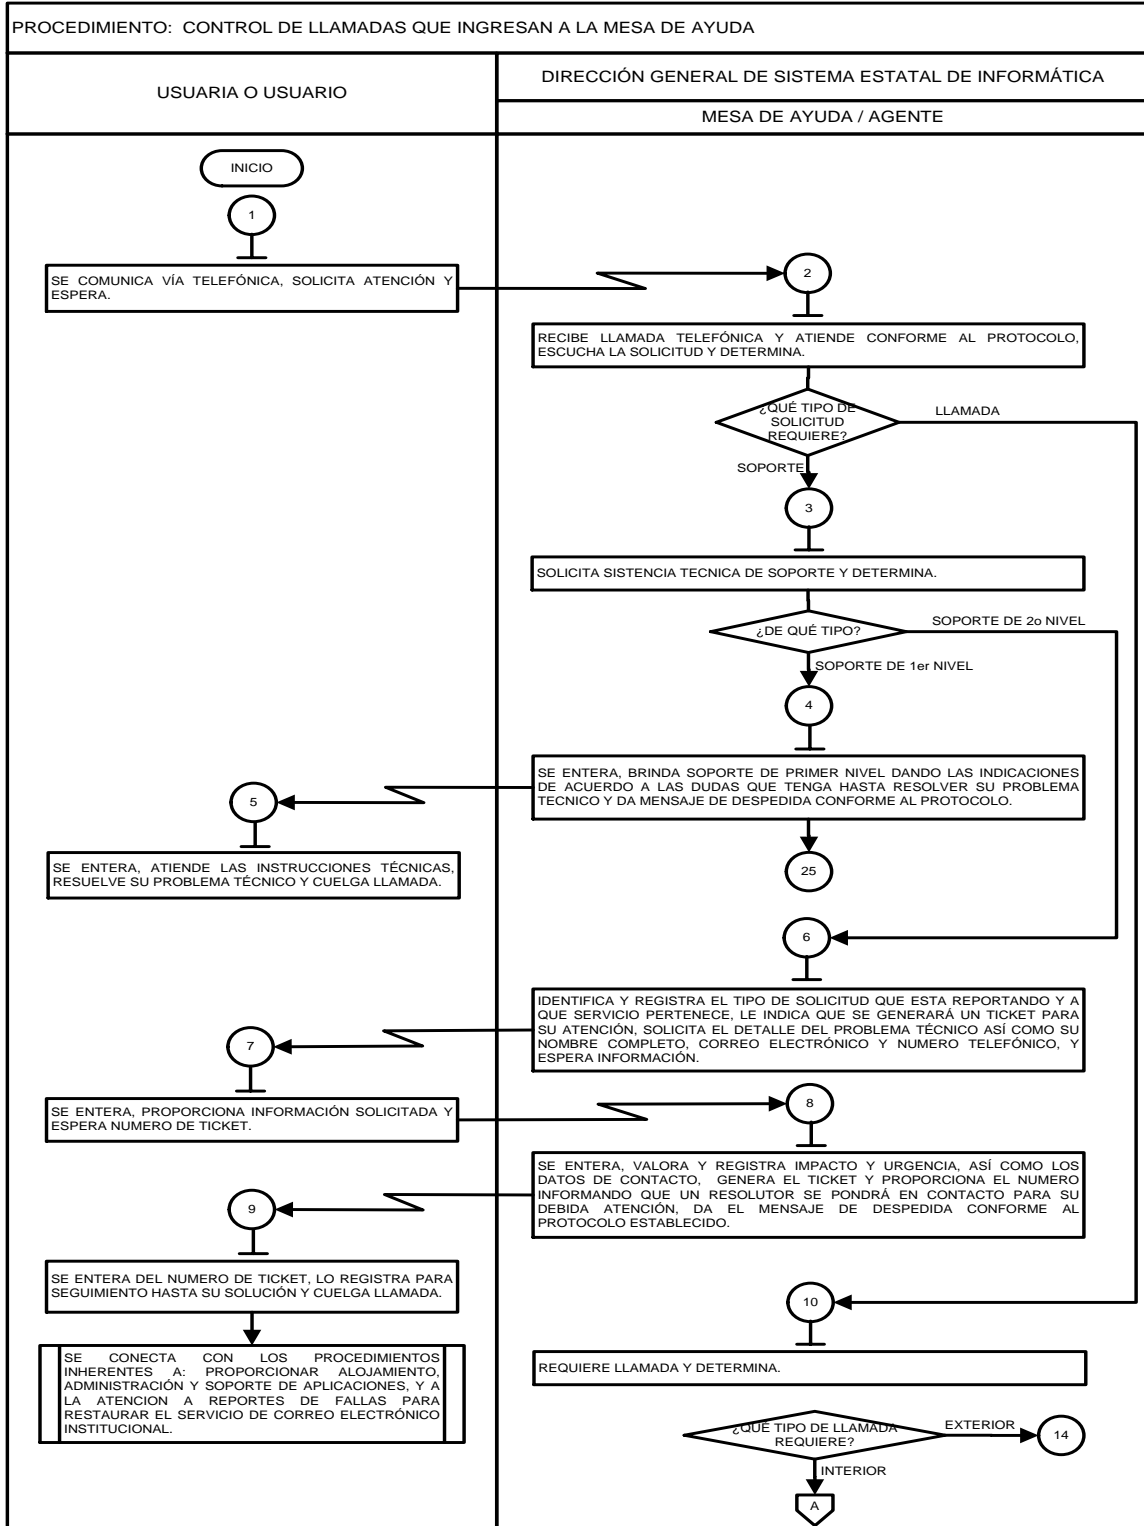 PROCEDIMIENTO: CONTROL DE LLAMADAS QUE INGRESAN A LA MESA DE AYUDA
USUARIA O USUARIO
DIRECCIÓN GENERAL DE SISTEMA ESTATAL DE INFORMÁTICA
MESA DE AYUDA / AGENTE
INICIO
1
SE COMUNICA VÍA TELEFÓNICA, SOLICITA ATENCIÓN Y
ESPERA.
2
RECIBE LLAMADA TELEFÓNICA Y ATIENDE CONFORME AL PROTOCOLO,
ESCUCHA LA SOLICITUD Y DETERMINA.
¿QUÉ TIPO DE
SOLICITUD
REQUIERE?
LLAMADA
SOPORTE
3
SOLICITA SISTENCIA TECNICA DE SOPORTE Y DETERMINA.
¿DE QUÉ TIPO?
SOPORTE DE 2o NIVEL
SOPORTE DE 1er NIVEL
4
SE ENTERA, BRINDA SOPORTE DE PRIMER NIVEL DANDO LAS INDICACIONES
DE ACUERDO A LAS DUDAS QUE TENGA HASTA RESOLVER SU PROBLEMA
TECNICO Y DA MENSAJE DE DESPEDIDA CONFORME AL PROTOCOLO.
5
SE ENTERA, ATIENDE LAS INSTRUCCIONES TÉCNICAS,
RESUELVE SU PROBLEMA TÉCNICO Y CUELGA LLAMADA.
25
6
IDENTIFICA Y REGISTRA EL TIPO DE SOLICITUD QUE ESTA REPORTANDO Y A
QUE SERVICIO PERTENECE, LE INDICA QUE SE GENERARÁ UN TICKET PARA
SU ATENCIÓN, SOLICITA EL DETALLE DEL PROBLEMA TÉCNICO ASÍ COMO SU
NOMBRE COMPLETO, CORREO ELECTRÓNICO Y NUMERO TELEFÓNICO, Y
ESPERA INFORMACIÓN.
7
SE ENTERA, PROPORCIONA INFORMACIÓN SOLICITADA Y
ESPERA NUMERO DE TICKET.
8
SE ENTERA, VALORA Y REGISTRA IMPACTO Y URGENCIA, ASÍ COMO LOS
DATOS DE CONTACTO, GENERA EL TICKET Y PROPORCIONA EL NUMERO
INFORMANDO QUE UN RESOLUTOR SE PONDRÁ EN CONTACTO PARA SU
DEBIDA ATENCIÓN, DA EL MENSAJE DE DESPEDIDA CONFORME AL
PROTOCOLO ESTABLECIDO.
9
SE ENTERA DEL NUMERO DE TICKET, LO REGISTRA PARA
SEGUIMIENTO HASTA SU SOLUCIÓN Y CUELGA LLAMADA.
SE CONECTA CON LOS PROCEDIMIENTOS
INHERENTES A: PROPORCIONAR ALOJAMIENTO,
ADMINISTRACIÓN Y SOPORTE DE APLICACIONES, Y A
LA ATENCION A REPORTES DE FALLAS PARA
RESTAURAR EL SERVICIO DE CORREO ELECTRÓNICO
INSTITUCIONAL.
10
REQUIERE LLAMADA Y DETERMINA.
¿QUÉ TIPO DE LLAMADA
REQUIERE?
EXTERIOR
14
INTERIOR
A